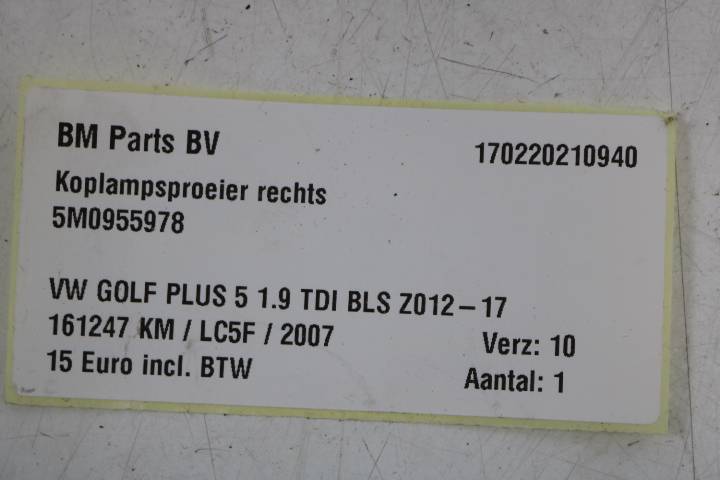 BM Parts BV 170220210940
Koplampsproeier rechts
5M0955978
VW GOLF PLUS 5 1.9 TDI BLS Z012-17
161247 KM / LC5F / 2007 Verz: 10
15 Euro incl. BTW Aantal: 1